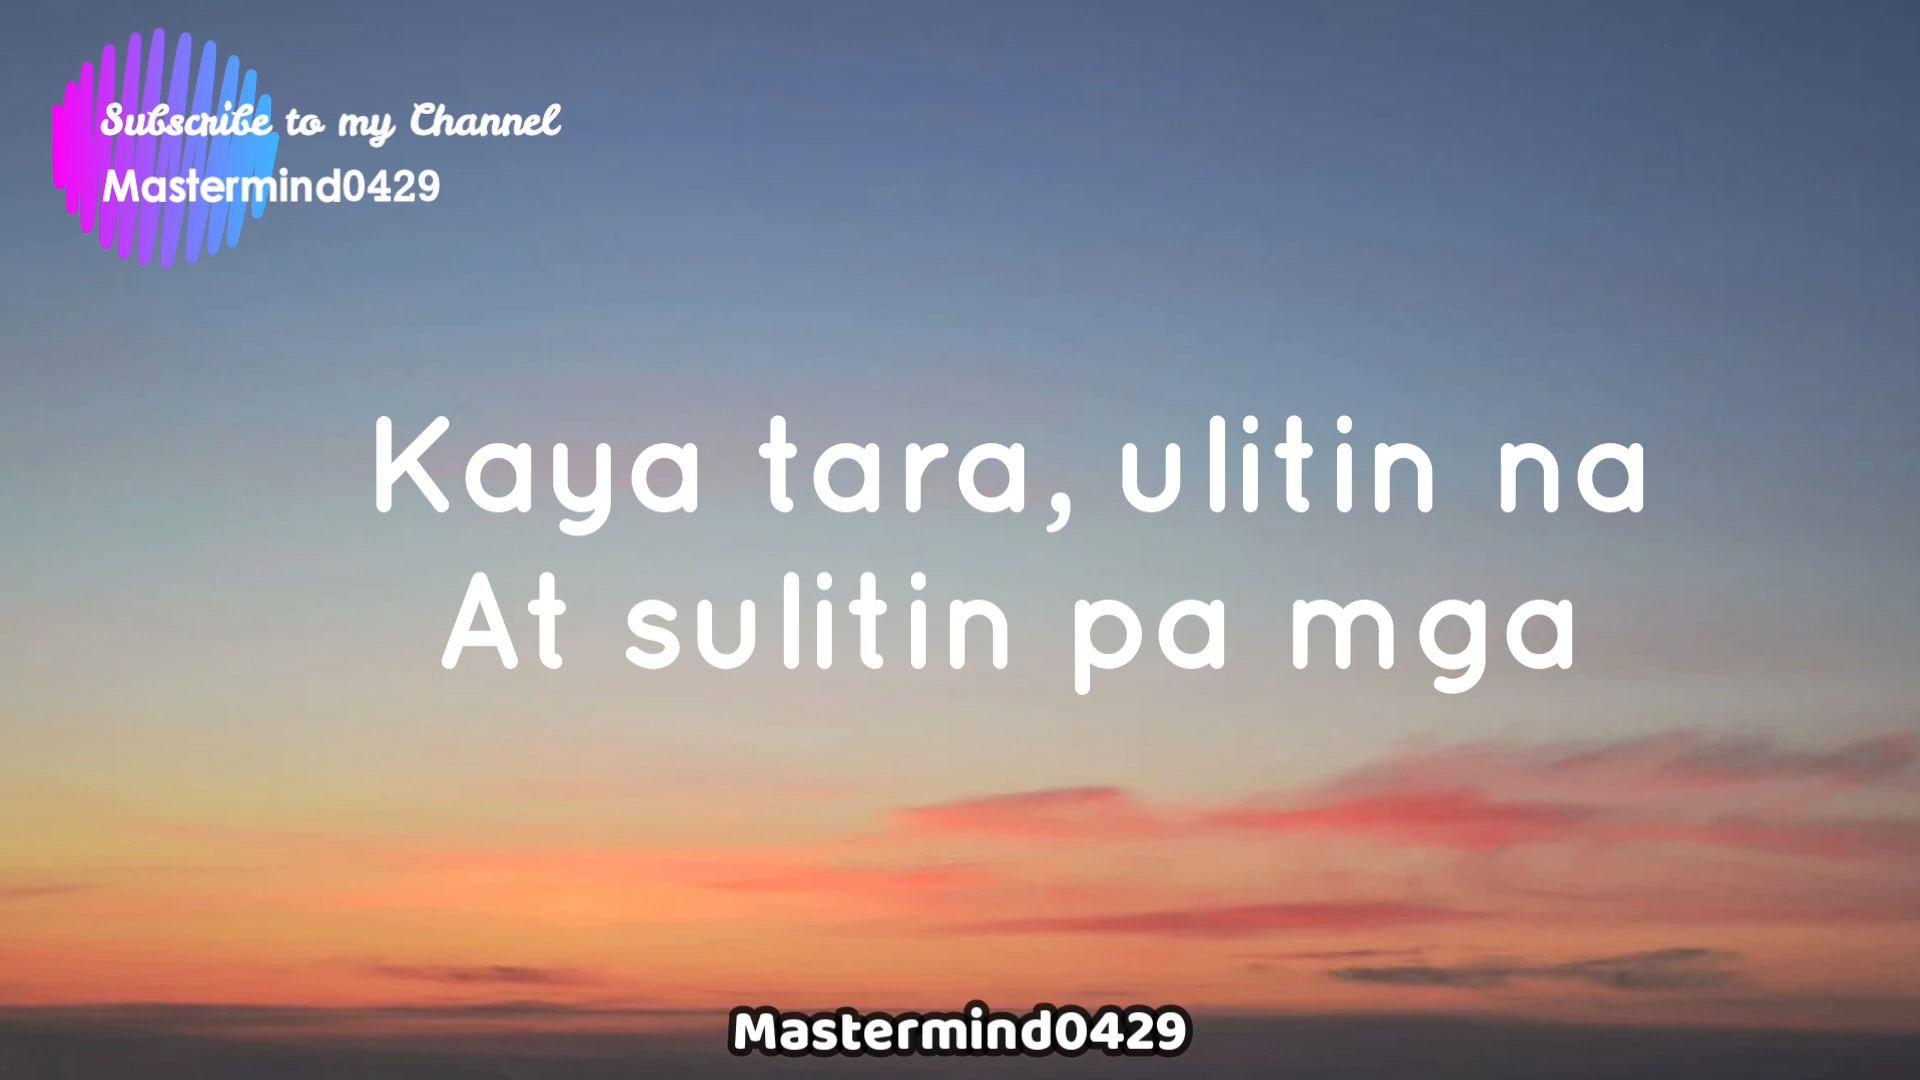 Subscribe to my Channel
Mastermind0429
Kaya tara, ulitin na
At sulitin pa mga
Mastermind0429